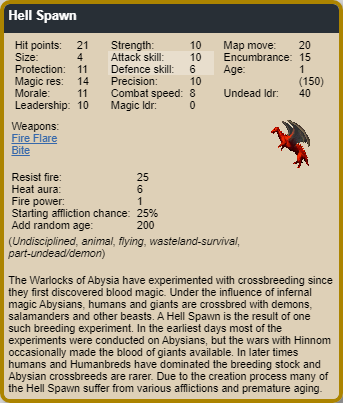 Hell Spawn
Hit points: 21 Strength: 10 Map move: 20
Size: 4 Attack skill: 10 Encumbrance: 15
Protection: 11 Defence skill: 6 Age: 1
Magic res: 14 Precision: 10 (150)
Morale: 11 Combat speed: 8 Undead ldr: 40
Leadership: 10 Magic ldr: 0
Weapons:
Fire Flare
Bite
Resist fire: 25
Heat aura: 6
Fire power: 1
Starting affliction chance: 25%
Add random age: 200
(Undisciplined, animal, flying, wasteland-survival,
part-undead/demon)
The Warlocks of Abysia have experimented with crossbreeding since
they first discovered blood magic. Under the influence of infernal
magic Abysians, humans and giants are crossbred with demons,
salamanders and other beasts. A Hell Spawn is the result of one
such breeding experiment. In the earliest days most of the
experiments were conducted on Abysians, but the wars with Hinnom
occasionally made the blood of giants available. In later times
humans and Humanbreds have dominated the breeding stock and
Abysian crossbreeds are rarer. Due to the creation process many of
the Hell Spawn suffer from various afflictions and premature aging.